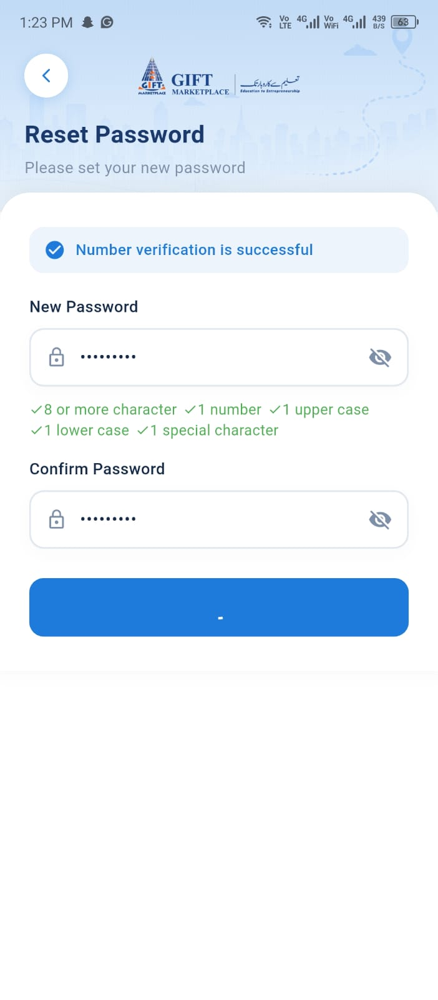 1:23 PM
Vo LTE 4G Vo WiFi 4G 439 B/S 63
GIFT MARKETPLACE
GIFT
MARKETPLACE
تعلیم سے کاروبار تک
Education to Entrepreneurship
Reset Password
Please set your new password
Number verification is successful
New Password
•••••••••
8 or more character 1 number 1 upper case
1 lower case 1 special character
Confirm Password
•••••••••